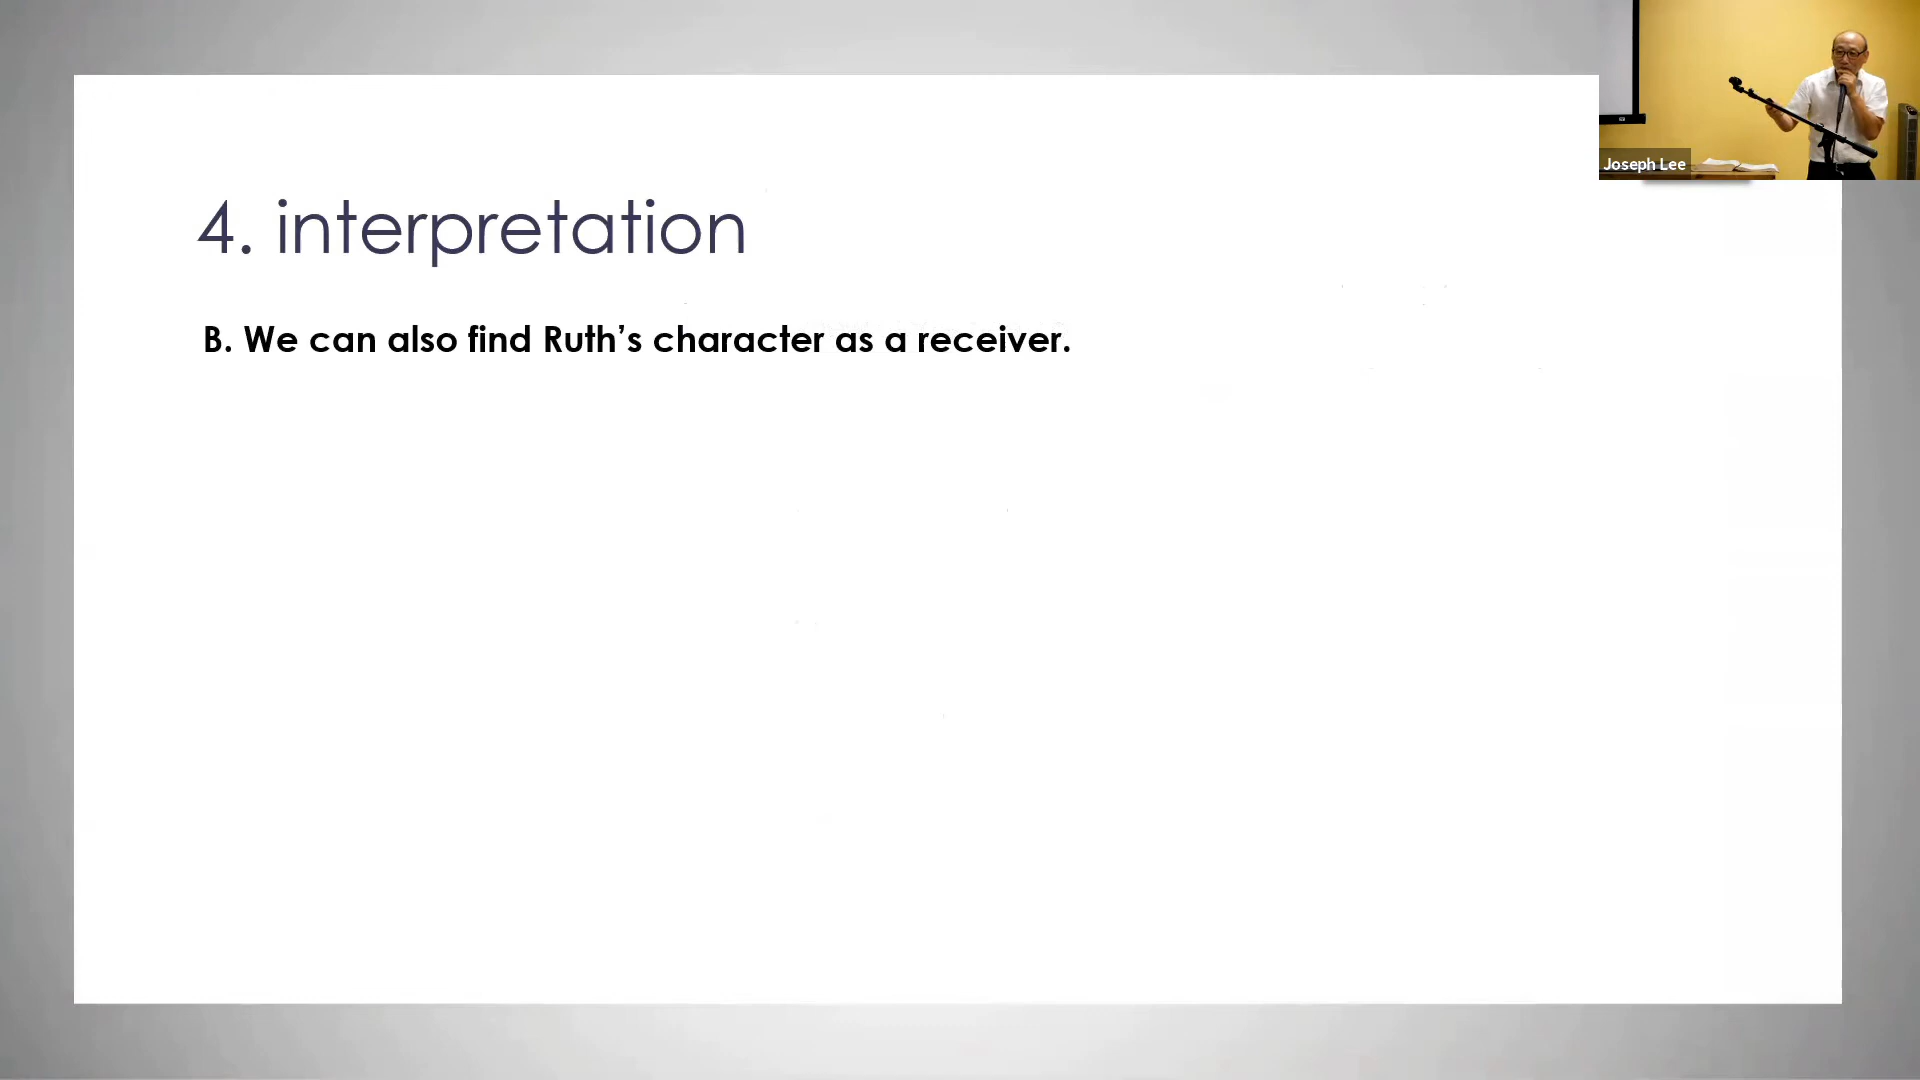 4. interpretation
B. We can also find Ruth’s character as a receiver.
Joseph Lee